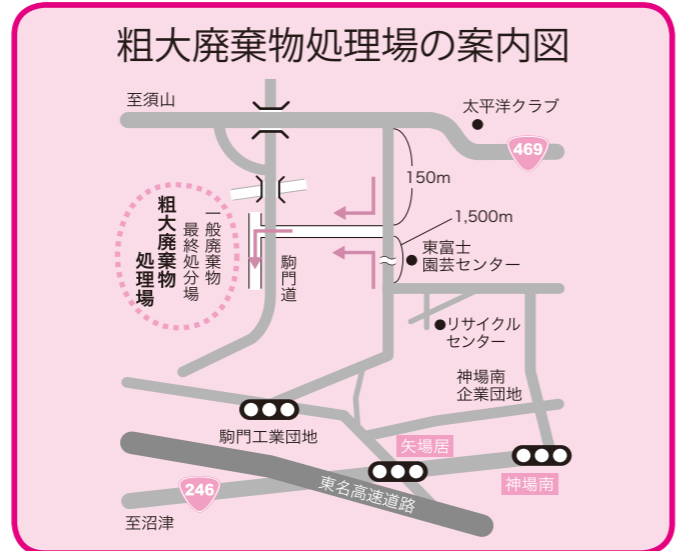 粗大廃棄物処理場の案内図
至須山
太平洋クラブ
469
150m
1,500m
東富士
園芸センター
一般廃棄物
最終処分場
粗大廃棄物
処理場
駒門道
リサイクル
センター
神場南
企業団地
駒門工業団地
矢場居
神場南
246
東名高速道路
至沼津